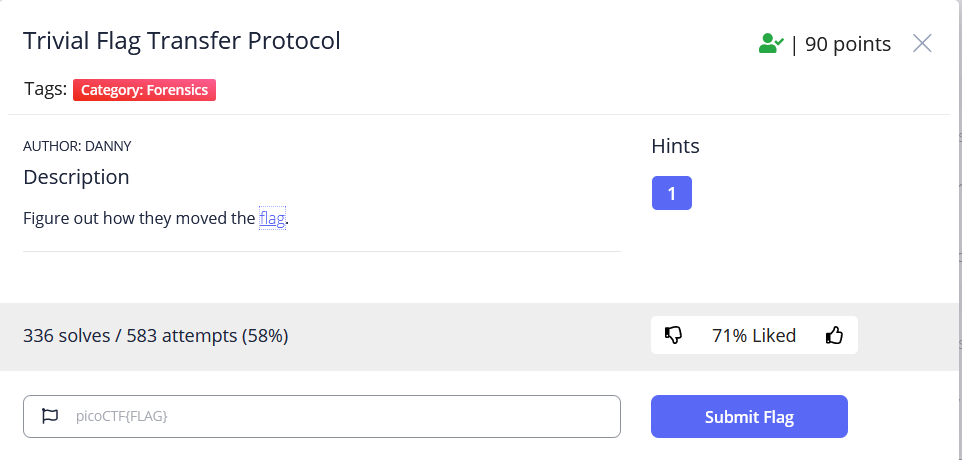 Trivial Flag Transfer Protocol
| 90 points
Tags: Category: Forensics
AUTHOR: DANNY
Description
Figure out how they moved the flag.
Hints
1
336 solves / 583 attempts (58%)
71% Liked
picoCTF{FLAG}
Submit Flag